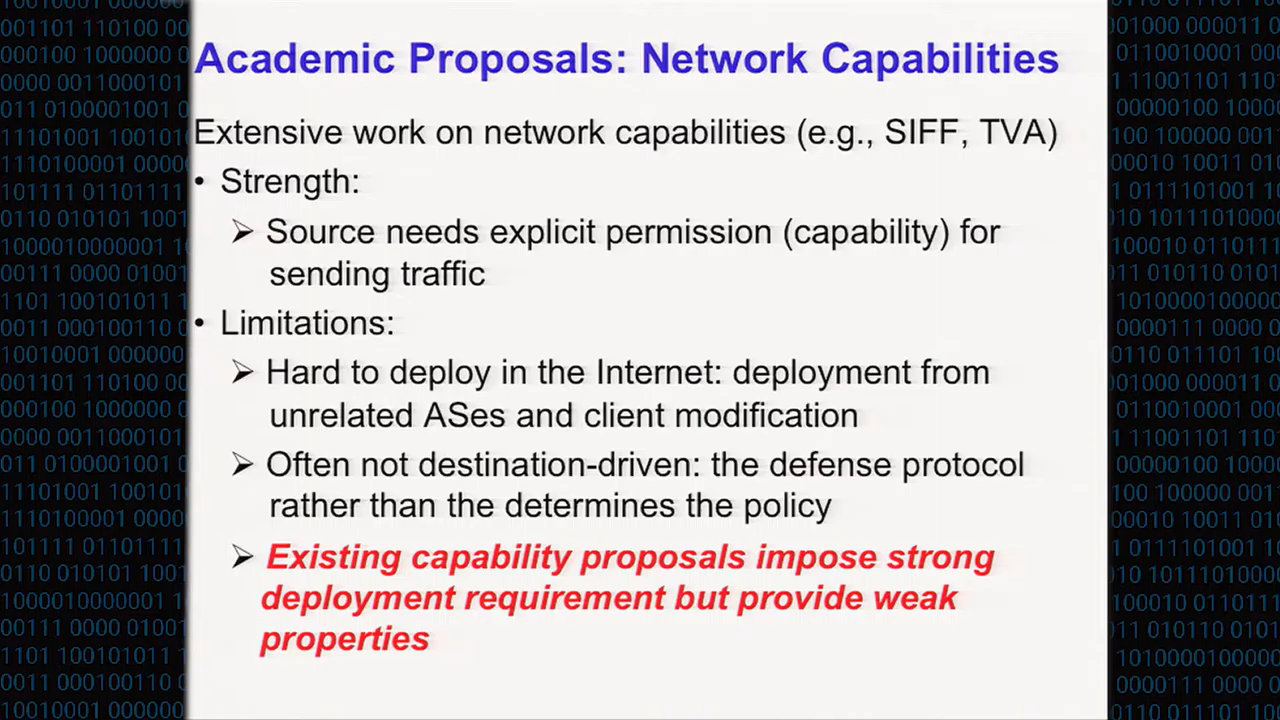 Academic Proposals: Network Capabilities
Extensive work on network capabilities (e.g., SIFF, TVA)
• Strength:
➢ Source needs explicit permission (capability) for
sending traffic
• Limitations:
➢ Hard to deploy in the Internet: deployment from
unrelated ASes and client modification
➢ Often not destination-driven: the defense protocol
rather than the determines the policy
➢ Existing capability proposals impose strong
deployment requirement but provide weak
properties